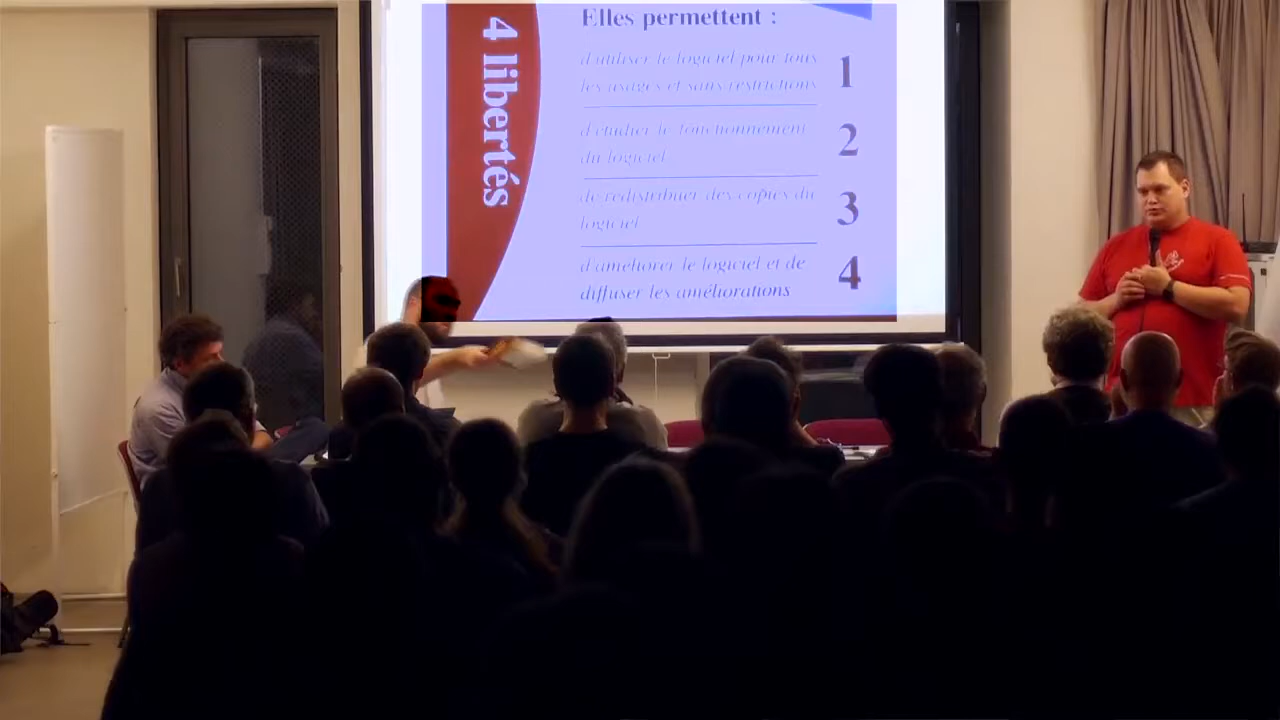 4 libertés
Elles permettent :
d'utiliser le logiciel pour tous
les usages et sans restrictions
1
d'étudier le fonctionnement
du logiciel
2
de redistribuer des copies du
logiciel
3
d'améliorer le logiciel et de
diffuser les améliorations
4